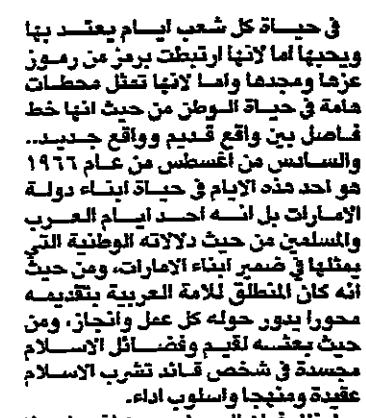 في حياة كل شعب ايام يعتد بها
ويحبها اما لانها ارتبطت برمز من رموز
عزها ومجدها واما لانها تمثل محطات
هامة في حياة الوطن من حيث انها خط
فاصل بين واقع قديم وواقع جديد..
والسادس من أغسطس من عام ١٩٦٦
هو احد هذه الايام في حياة ابناء دولة
الامارات بل انه احد ايام العرب
والمسلمين من حيث دلالاته الوطنية التي
يمثلها في ضمير ابناء الامارات، ومن حيث
انه كان المنطلق للامة العربية بتقديمه
محورا يدور حوله كل عمل وانجاز، ومن
حيث بعثه لقيم وفضائل الاسلام
مجسدة في شخص قائد تشرب الاسلام
عقيدة ومنهجا واسلوب اداء.